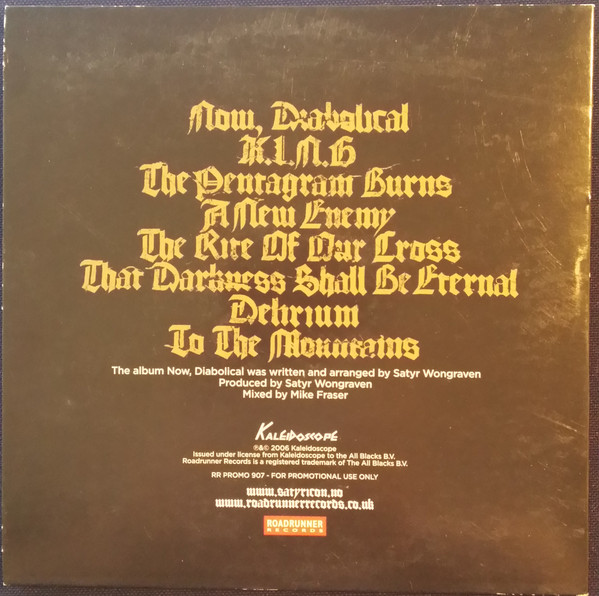 Now, Diabolical
K.I.N.G
The Pentagram Burns
A New Enemy
The Rite Of Our Cross
That Darkness Shall Be Eternal
Delirium
To The Mountains
The album Now, Diabolical was written and arranged by Satyr Wongraven
Produced by Satyr Wongraven
Mixed by Mike Fraser
KALEIDOSCOPE
℗&© 2006 Kaleidoscope
Issued under license from Kaleidoscope to the All Blacks B.V.
Roadrunner Records is a registered trademark of The All Blacks B.V.
RR PROMO 907 - FOR PROMOTIONAL USE ONLY
www.satyricon.no
www.roadrunnerrecords.co.uk
ROADRUNNER
RECORDS